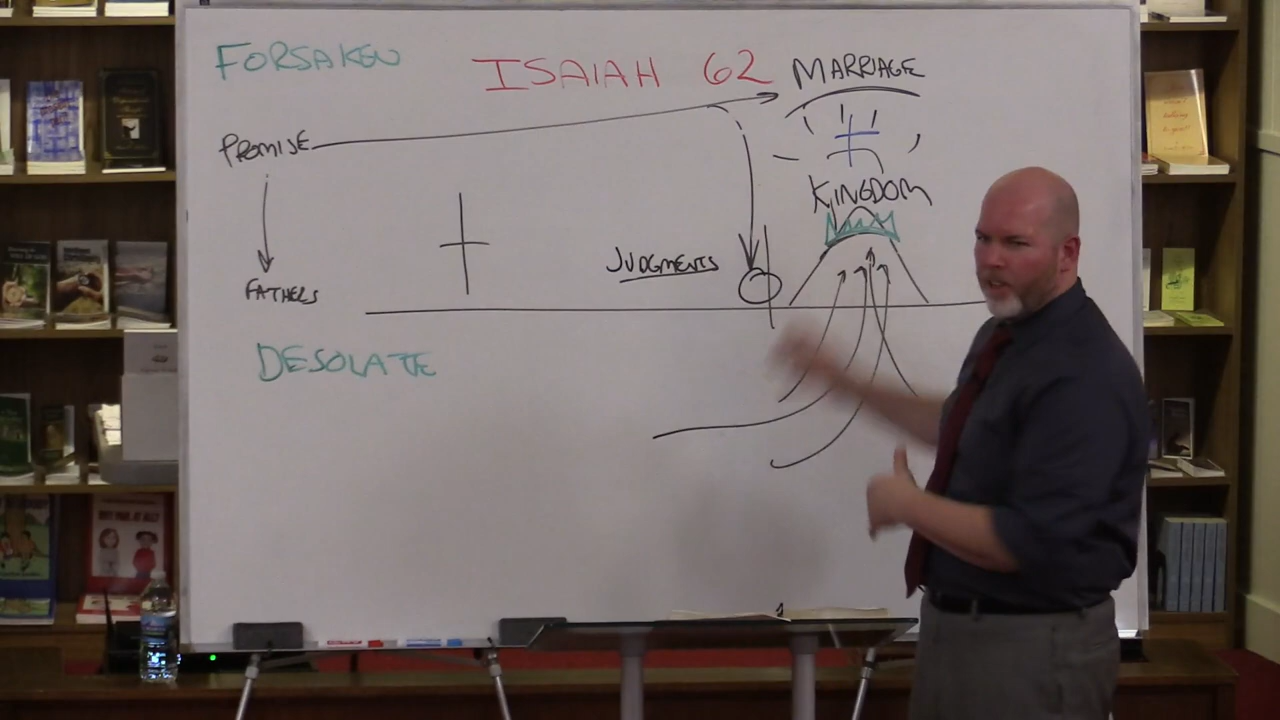 FORSAKEN
ISAIAH 62
MARRIAGE
PROMISE
KINGDOM
JUDGMENTS
FATHERS
DESOLATE